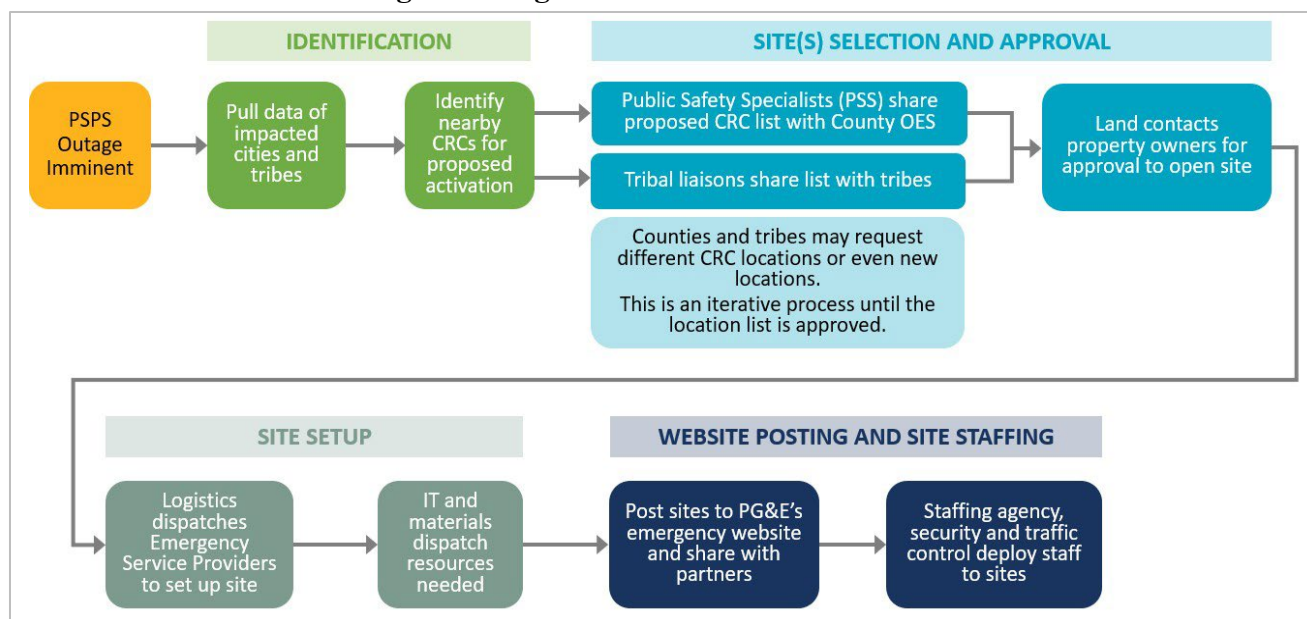 IDENTIFICATION
SITE(S) SELECTION AND APPROVAL
PSPS
Outage
Imminent
Pull data of
impacted
cities and
tribes
Identify
nearby
CRCs for
proposed
activation
Public Safety Specialists (PSS) share
proposed CRC list with County OES
Tribal liaisons share list with tribes
Counties and tribes may request
different CRC locations or even new
locations.
This is an iterative process until the
location list is approved.
Land contacts
property owners for
approval to open site
SITE SETUP
WEBSITE POSTING AND SITE STAFFING
Logistics
dispatches
Emergency
Service Providers
to set up site
IT and
materials
dispatch
resources
needed
Post sites to PG&E's
emergency website
and share with
partners
Staffing agency,
security and traffic
control deploy staff
to sites